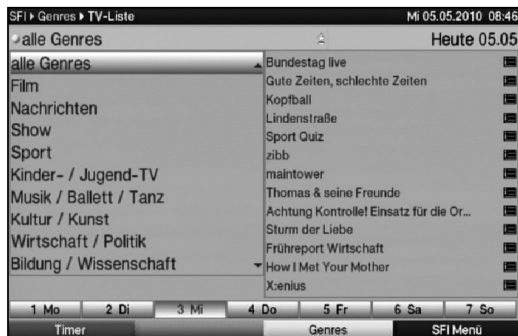 SFI ▸ Genres ▸ TV-Liste Mi 05.05.2010 08:46
alle Genres Heute 05.05
alle Genres
Film
Nachrichten
Show
Sport
Kinder- / Jugend-TV
Musik / Ballett / Tanz
Kultur / Kunst
Wirtschaft / Politik
Bildung / Wissenschaft
Bundestag live
Gute Zeiten, schlechte Zeiten
Kopfball
Lindenstraße
Sport Quiz
zibb
maintower
Thomas & seine Freunde
Achtung Kontrolle! Einsatz für die Or...
Sturm der Liebe
Frühreport Wirtschaft
How I Met Your Mother
X:enius
1 Mo 2 Di 3 Mi 4 Do 5 Fr 6 Sa 7 So
Timer Genres SFI Menü